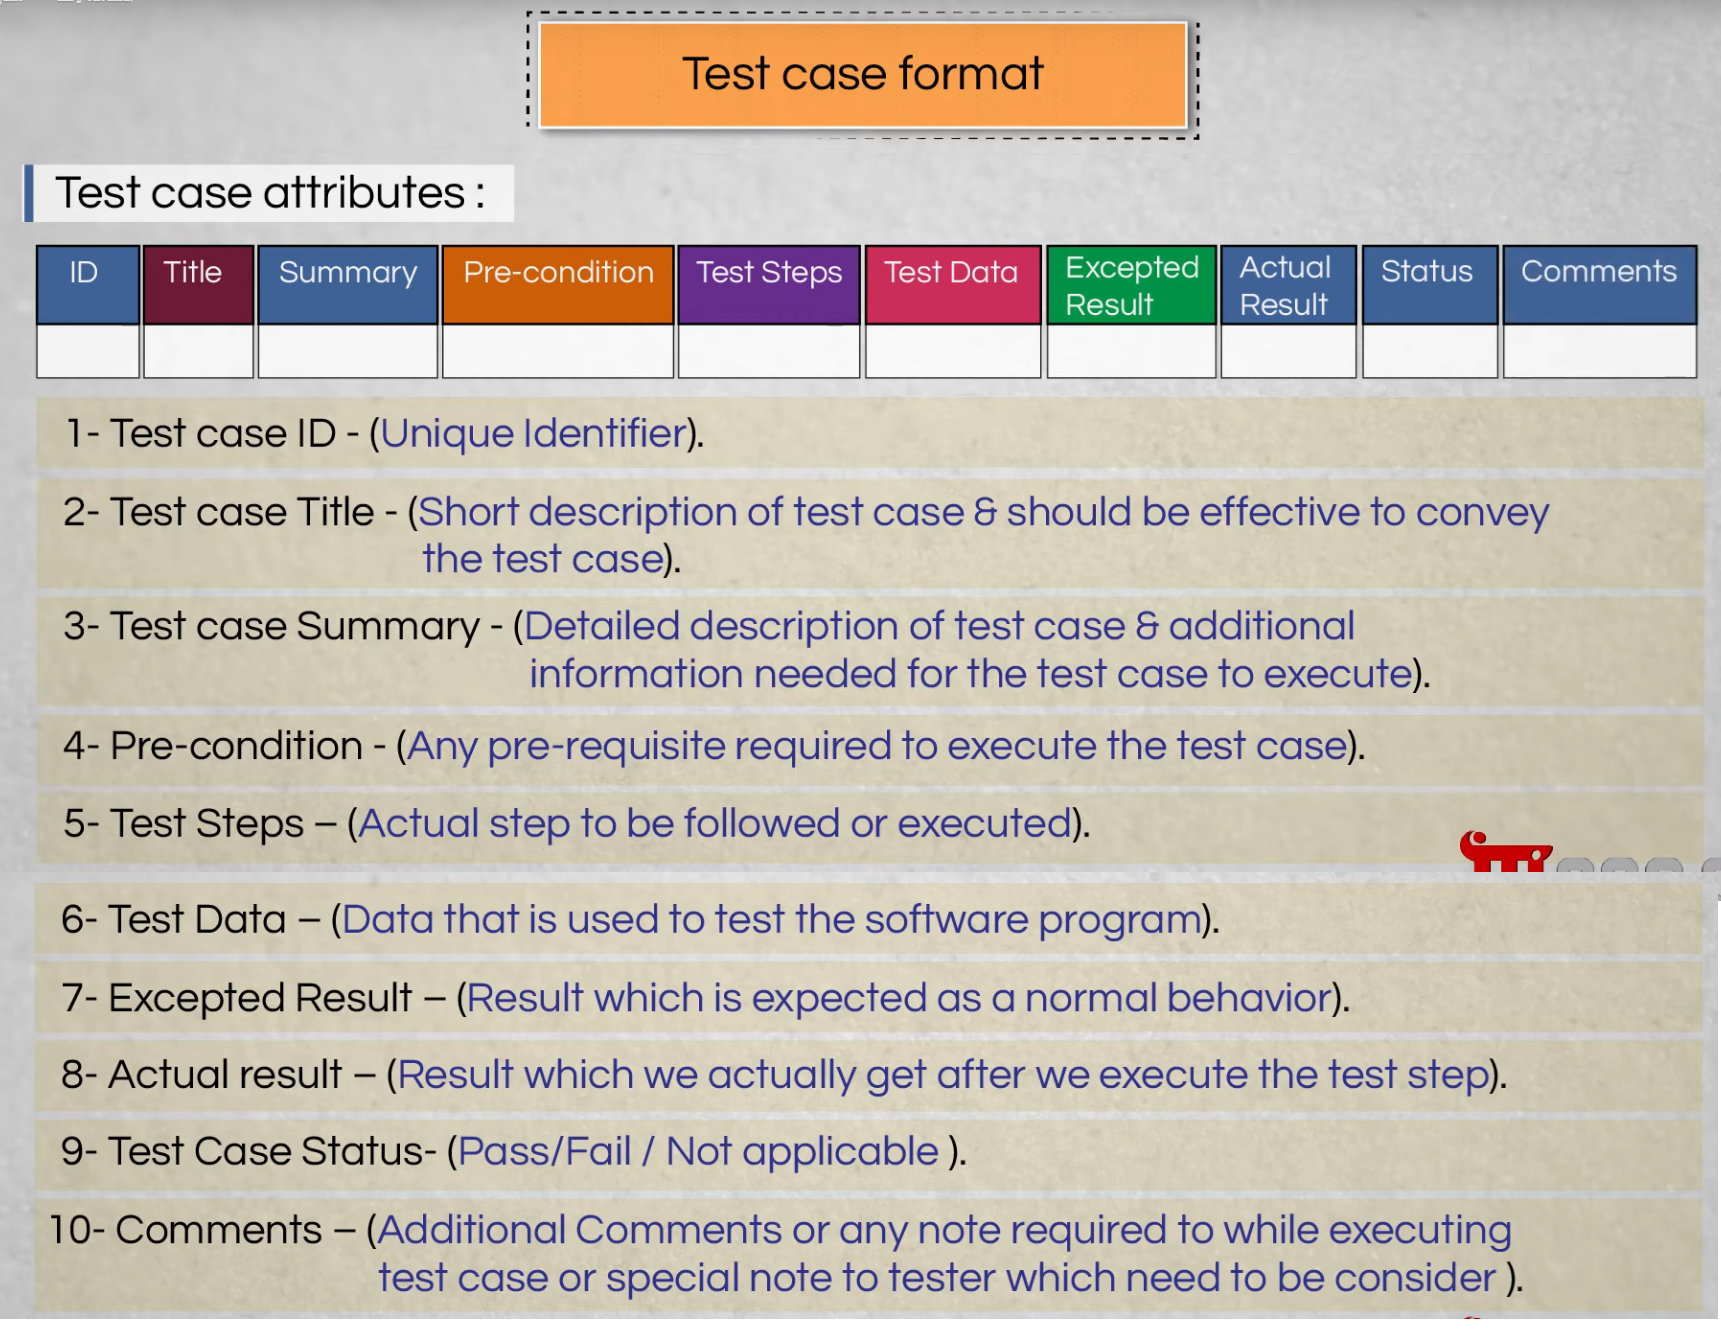 Test case format
Test case attributes :
ID
Title
Summary
Pre-condition
Test Steps
Test Data
Excepted
Result
Actual
Result
Status
Comments
1- Test case ID - (Unique Identifier).
2- Test case Title - (Short description of test case & should be effective to convey
the test case).
3- Test case Summary - (Detailed description of test case & additional
information needed for the test case to execute).
4- Pre-condition - (Any pre-requisite required to execute the test case).
5- Test Steps – (Actual step to be followed or executed).
6- Test Data – (Data that is used to test the software program).
7- Excepted Result – (Result which is expected as a normal behavior).
8- Actual result – (Result which we actually get after we execute the test step).
9- Test Case Status- (Pass/Fail / Not applicable ).
10- Comments – (Additional Comments or any note required to while executing
test case or special note to tester which need to be consider ).